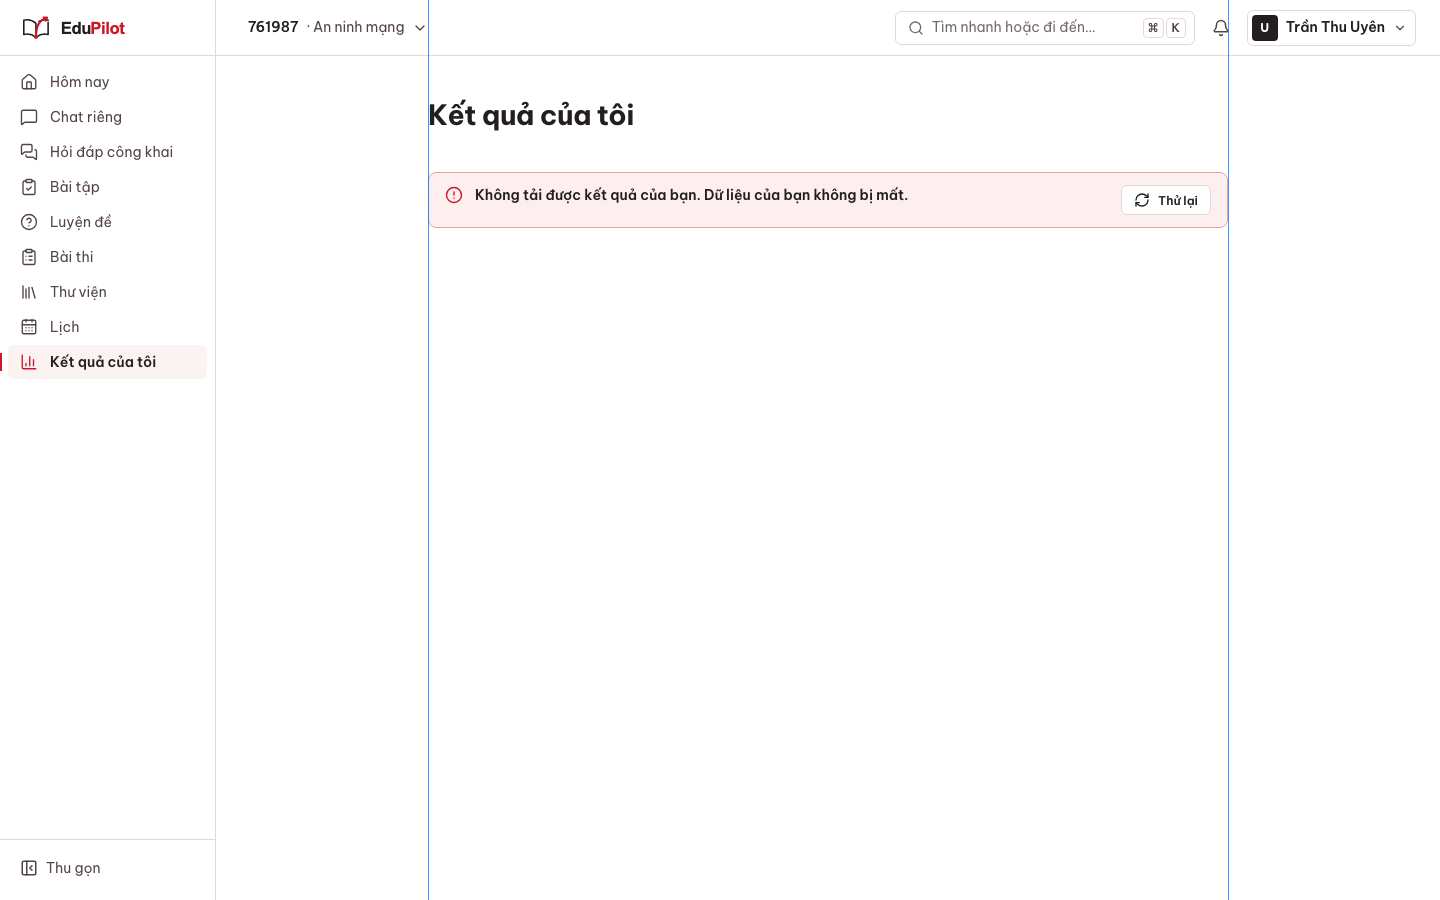 EduPilot
761987 · An ninh mạng
Tìm nhanh hoặc đi đến...
⌘ K
U
Trần Thu Uyên
Hôm nay
Chat riêng
Hỏi đáp công khai
Bài tập
Luyện đề
Bài thi
Thư viện
Lịch
Kết quả của tôi
Thu gọn
Kết quả của tôi
Không tải được kết quả của bạn. Dữ liệu của bạn không bị mất.
Thử lại